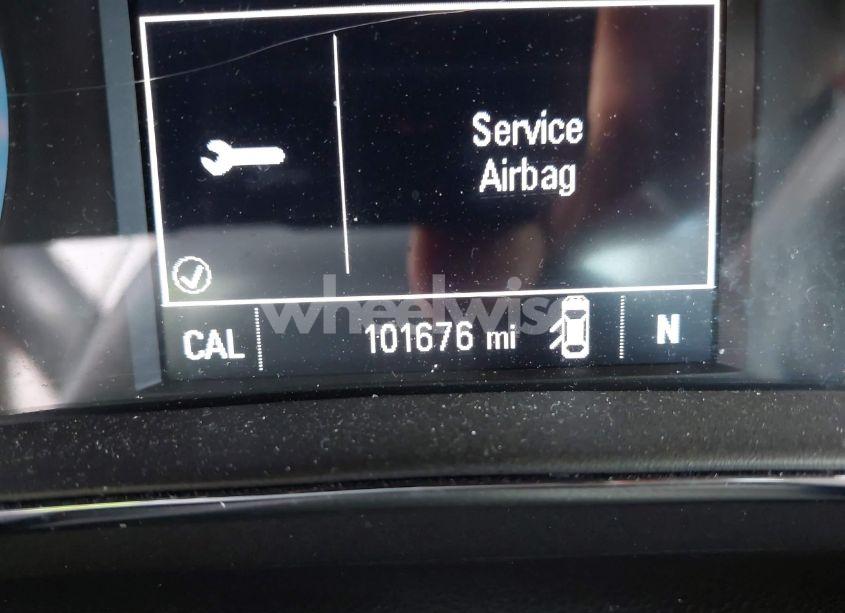 Service
Airbag
wheelwise
CAL 101676 mi N